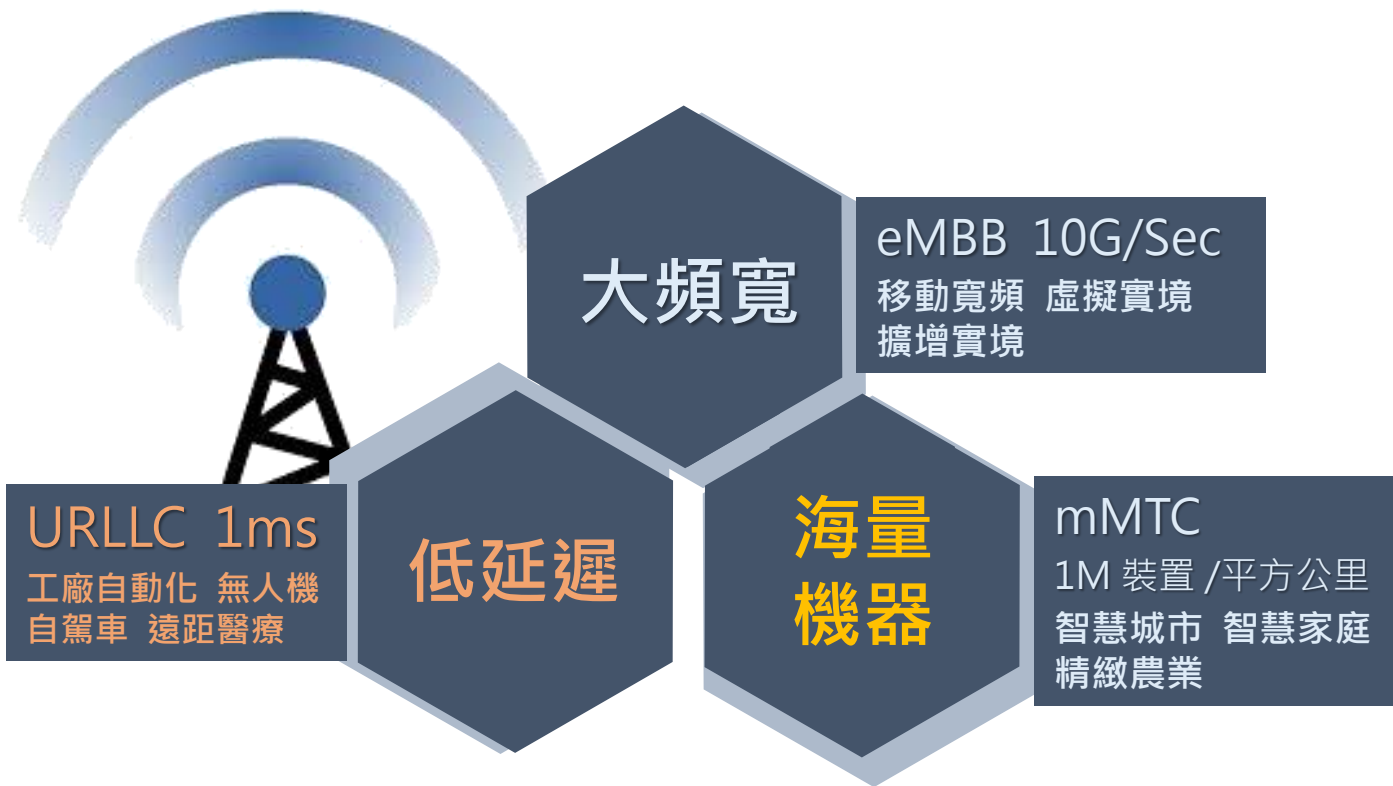 大頻寬
eMBB 10G/Sec
移動寬頻 虛擬實境
擴增實境
URLLC 1ms
工廠自動化 無人機
自駕車 遠距醫療
低延遲
海量
機器
mMTC
1M 裝置 /平方公里
智慧城市 智慧家庭
精緻農業